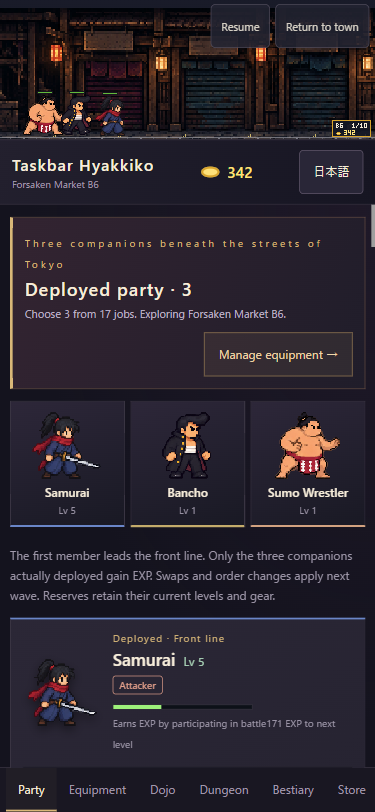 Resume
Return to town
B6 1/10
342
Taskbar Hyakkiko
Forsaken Market B6
342
日本語
Three companions beneath the streets of
Tokyo
Deployed party · 3
Choose 3 from 17 jobs. Exploring Forsaken Market B6.
Manage equipment →
Samurai
Lv 5
Bancho
Lv 1
Sumo Wrestler
Lv 1
The first member leads the front line. Only the three companions
actually deployed gain EXP. Swaps and order changes apply next
wave. Reserves retain their current levels and gear.
Deployed · Front line
Samurai Lv 5
Attacker
Earns EXP by participating in battle171 EXP to next
level
Party
Equipment
Dojo
Dungeon
Bestiary
Store